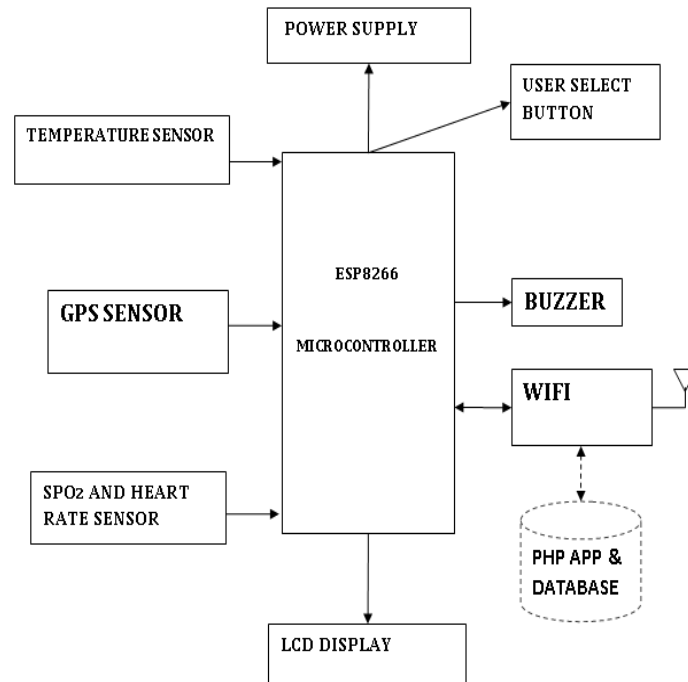 POWER SUPPLY
USER SELECT
BUTTON
TEMPERATURE SENSOR
ESP8266
MICROCONTROLLER
GPS SENSOR
BUZZER
WIFI
SPO2 AND HEART
RATE SENSOR
PHP APP &
DATABASE
LCD DISPLAY